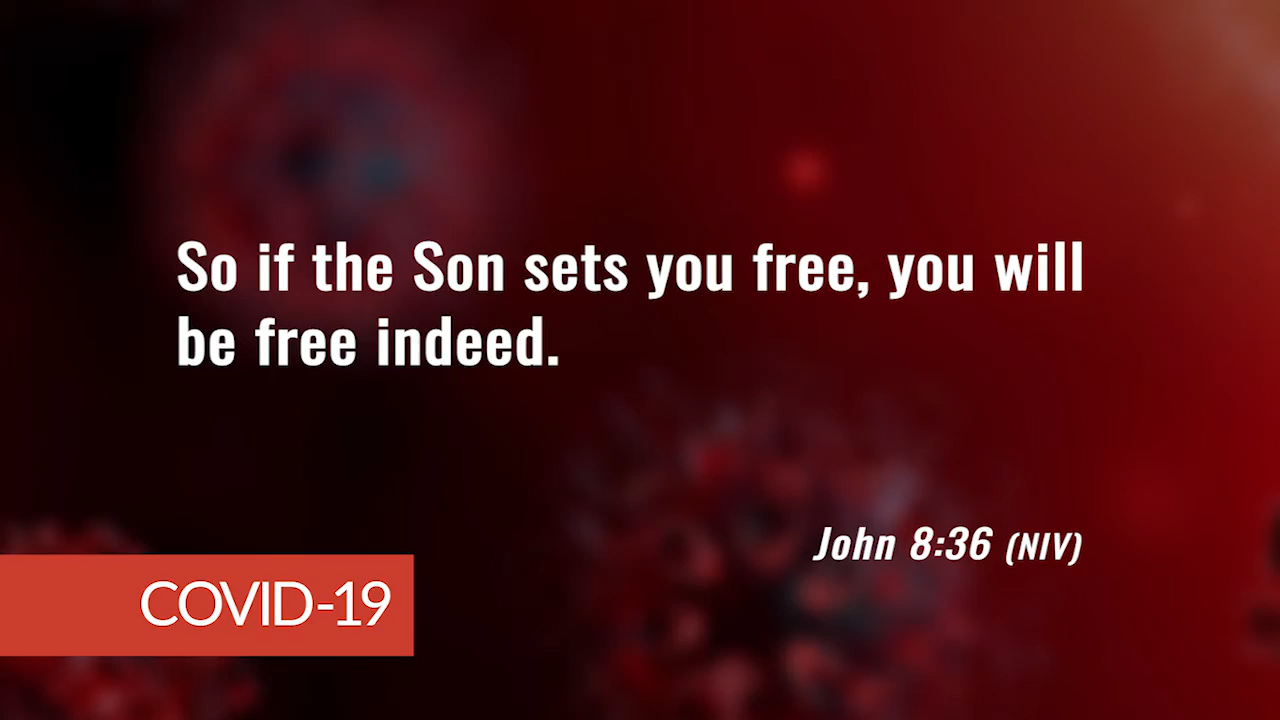 So if the Son sets you free, you will
be free indeed.
John 8:36 (NIV)
COVID-19